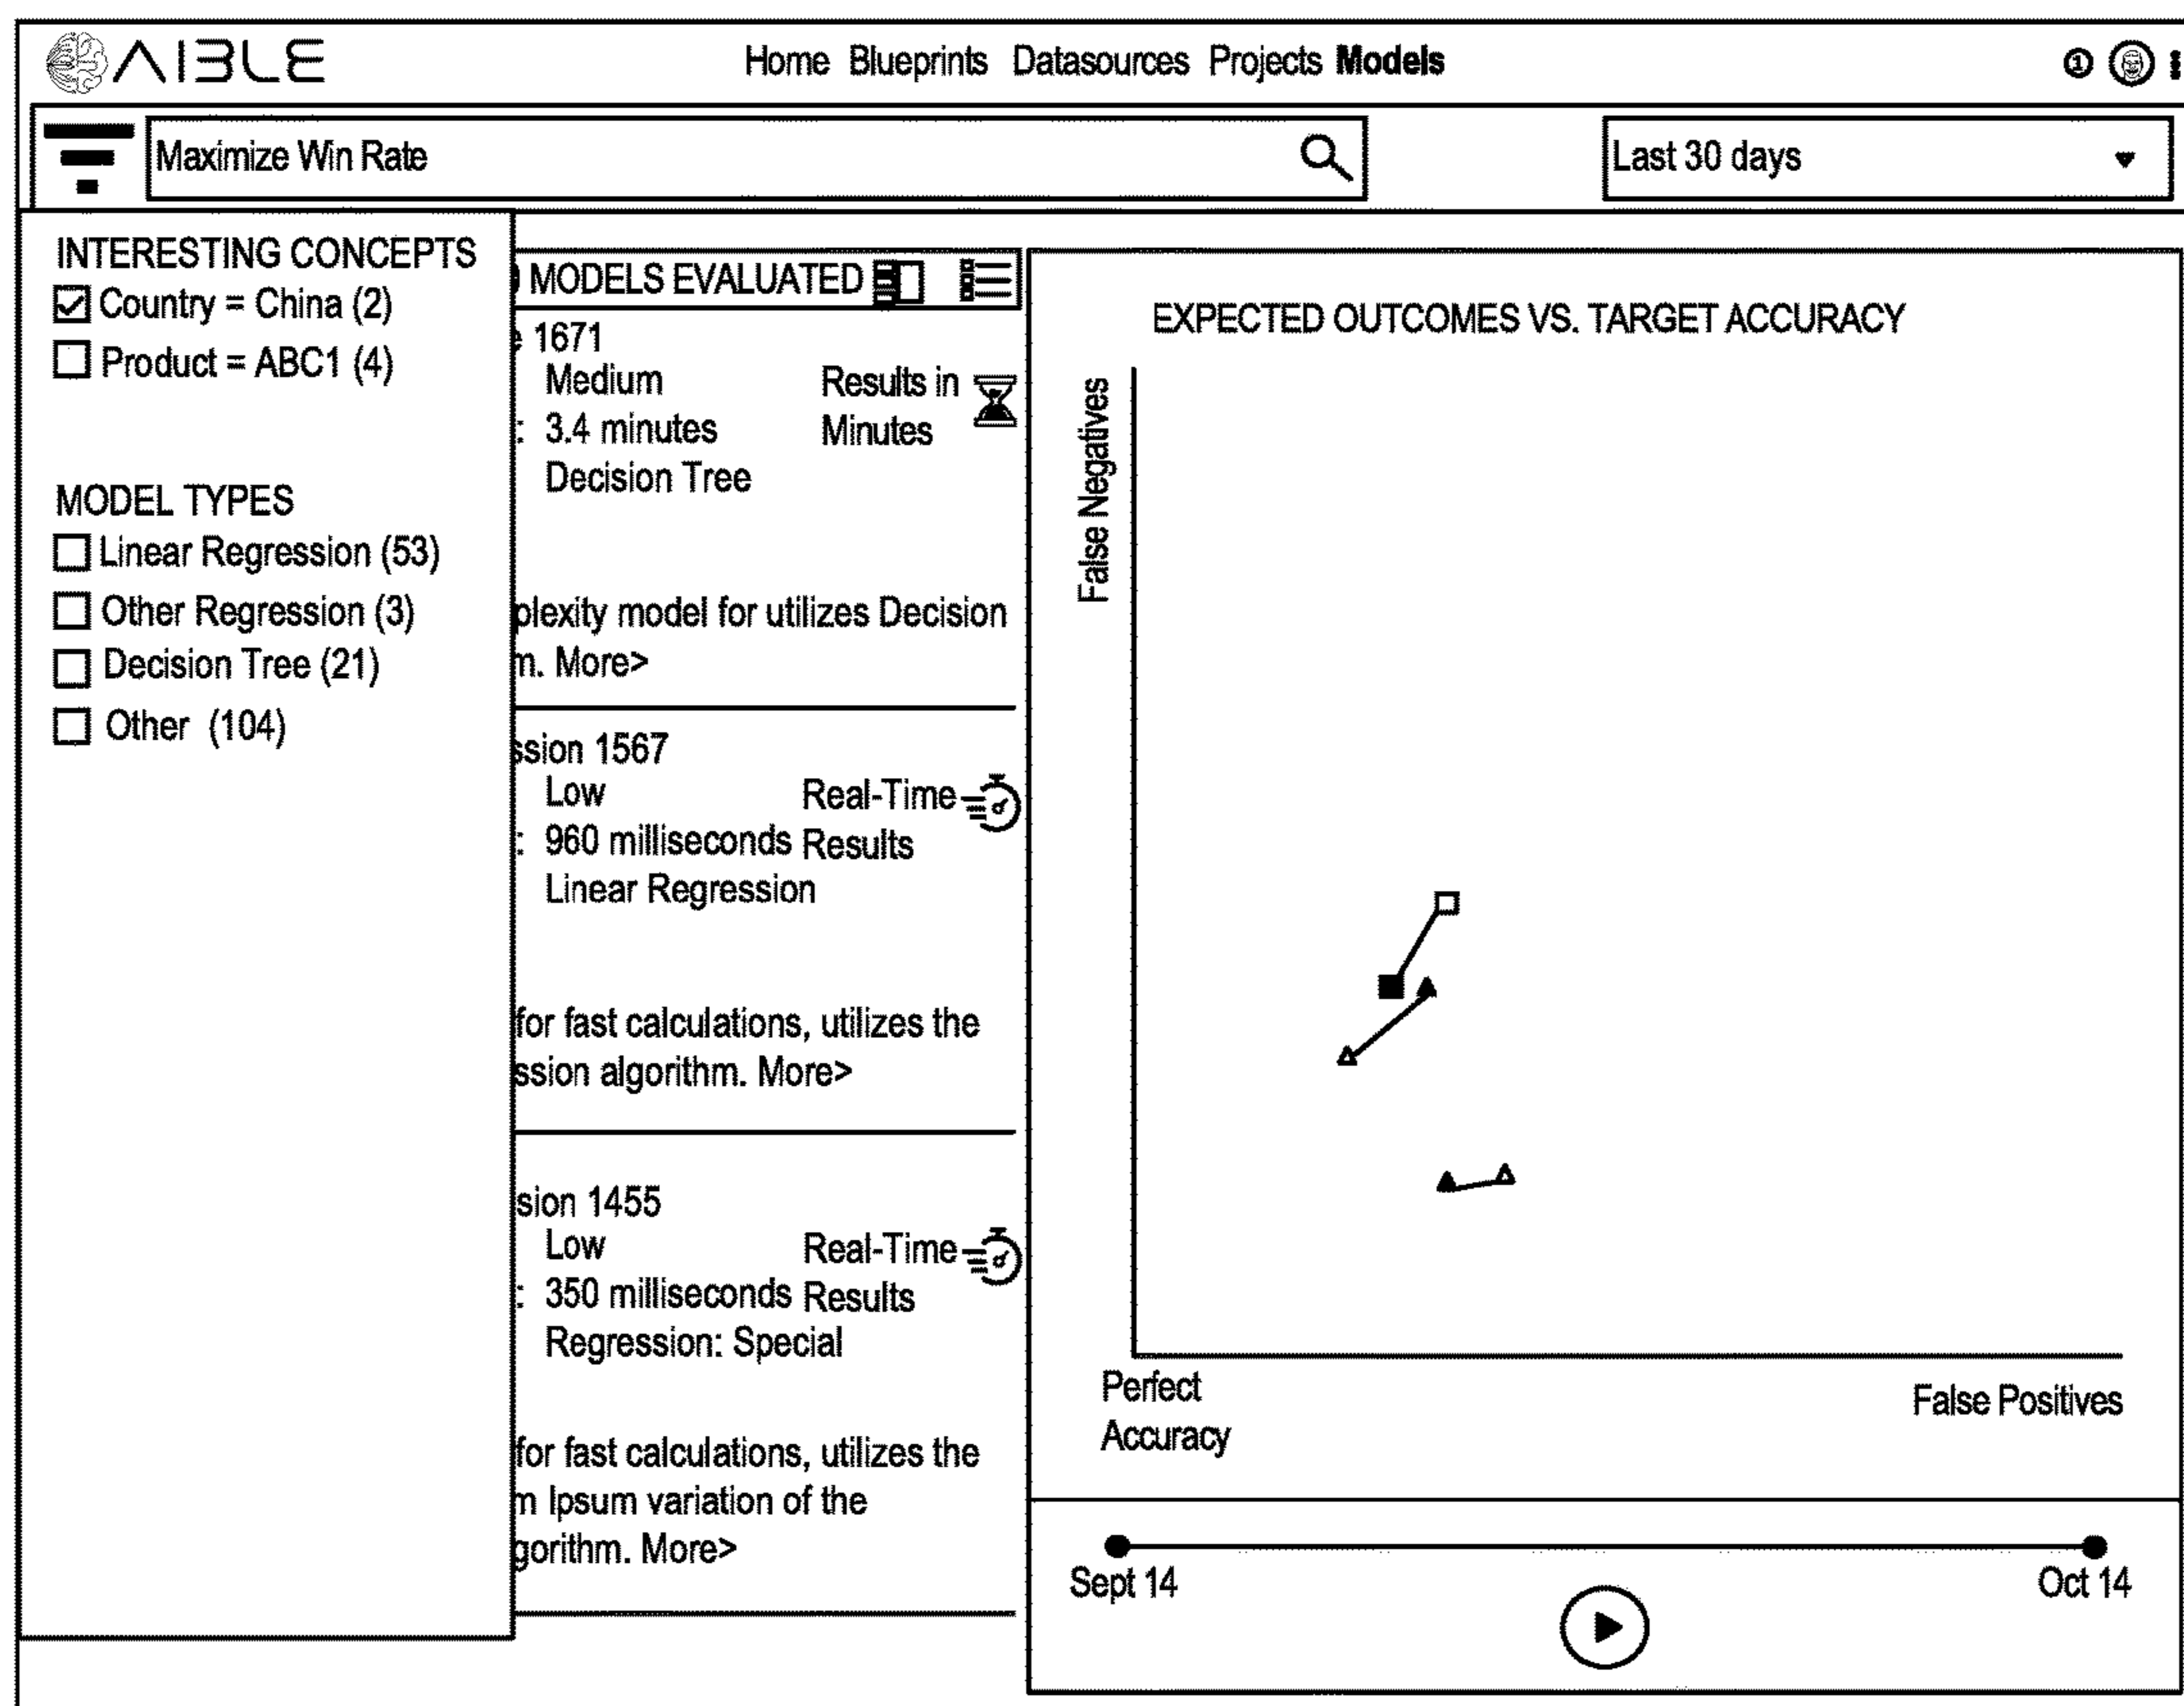 AIBLE
Home Blueprints Datasources Projects Models
1
Maximize Win Rate
Last 30 days
INTERESTING CONCEPTS
Country = China (2)
Product = ABC1 (4)
MODEL TYPES
Linear Regression (53)
Other Regression (3)
Decision Tree (21)
Other (104)
MODELS EVALUATED
1671
Medium
Results in
: 3.4 minutes
Minutes
Decision Tree
plexity model for utilizes Decision
m. More>
ssion 1567
Low
Real-Time
: 960 milliseconds
Results
Linear Regression
for fast calculations, utilizes the
ssion algorithm. More>
sion 1455
Low
Real-Time
: 350 milliseconds
Results
Regression: Special
for fast calculations, utilizes the
m Ipsum variation of the
gorithm. More>
EXPECTED OUTCOMES VS. TARGET ACCURACY
False Negatives
Perfect
Accuracy
False Positives
Sept 14
Oct 14